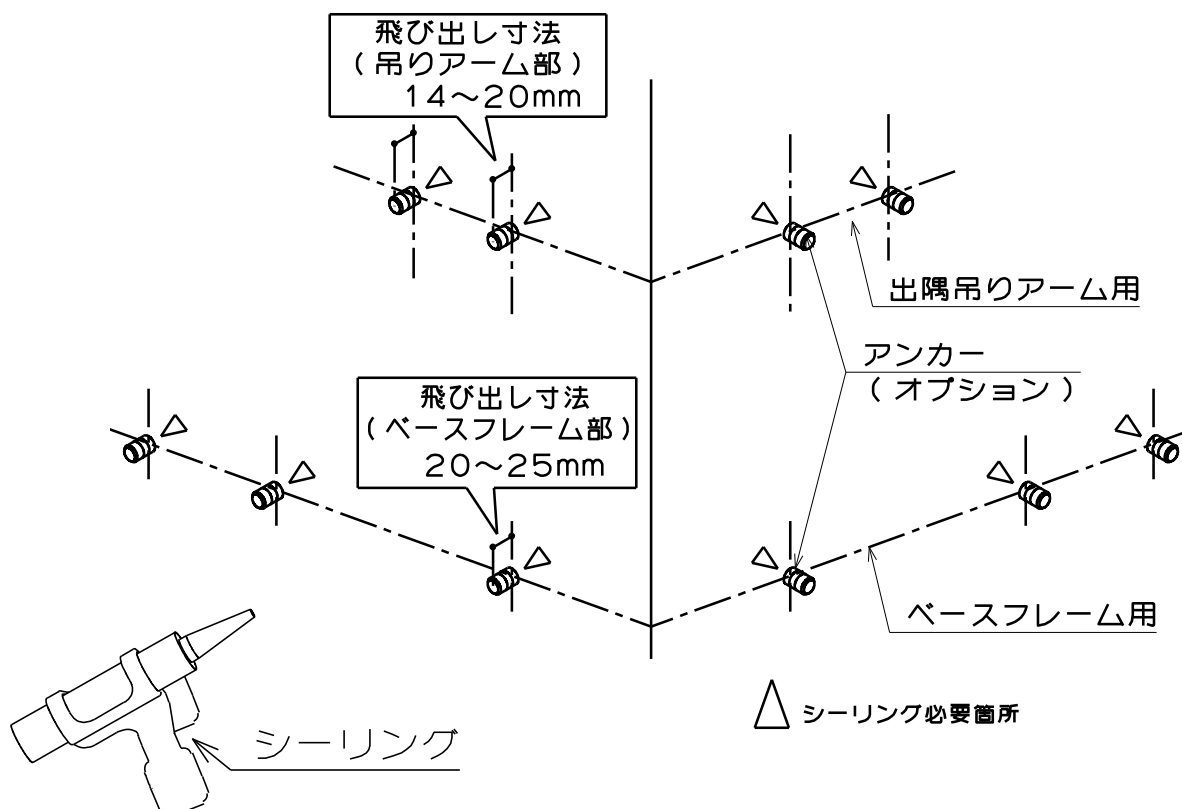 飛び出し寸法
(吊りアーム部)
14～20mm
出隅吊りアーム用
アンカー
(オプション)
飛び出し寸法
(ベースフレーム部)
20～25mm
ベースフレーム用
△ シーリング必要箇所
シーリング